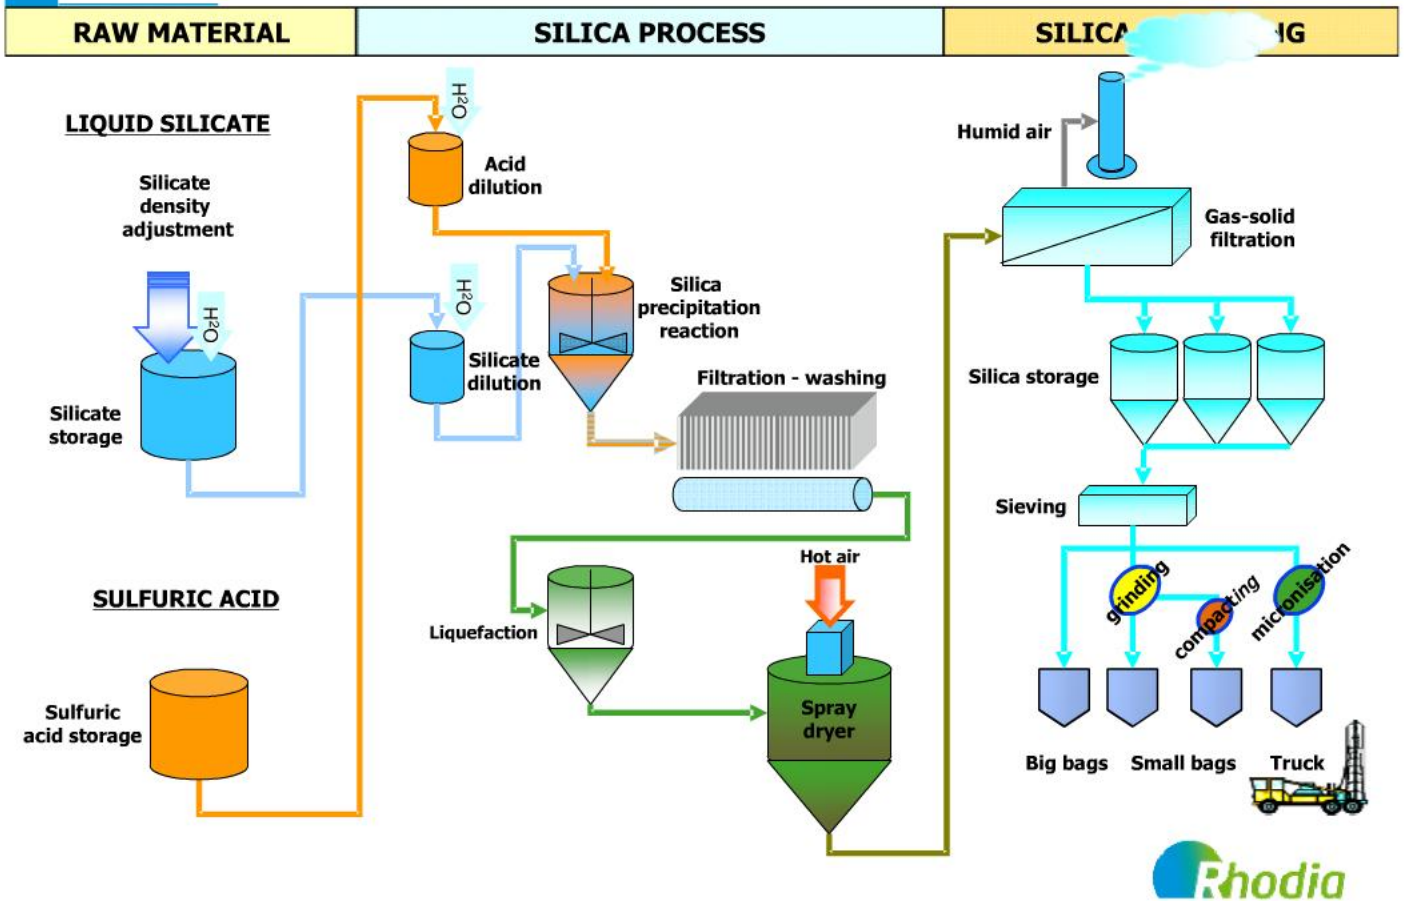 RAW MATERIAL
SILICA PROCESS
SILICA
LIQUID SILICATE
Silicate
density
adjustment
H2O
Silicate
storage
SULFURIC ACID
Sulfuric
acid storage
H2O
Acid
dilution
H2O
Silicate
dilution
Silica
precipitation
reaction
Filtration - washing
Liquefaction
Hot air
Spray
dryer
Humid air
Gas-solid
filtration
Silica storage
Sieving
grinding
compacting
micronisation
Big bags
Small bags
Truck
Rhodia